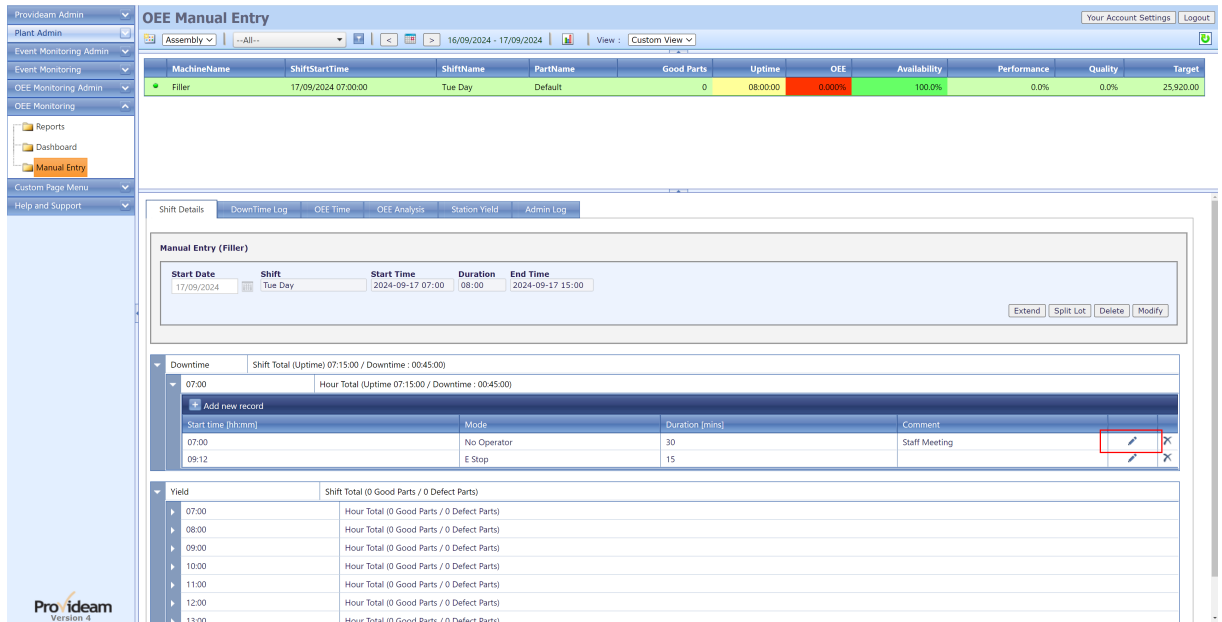 Provideam Admin
Plant Admin
Event Monitoring Admin
Event Monitoring
OEE Monitoring Admin
OEE Monitoring
Reports
Dashboard
Manual Entry
Custom Page Menu
Help and Support
Provideam
Version 4
OEE Manual Entry
Your Account Settings Logout
Assembly --All-- < > 16/09/2024 - 17/09/2024 View : Custom View
MachineName ShiftStartTime ShiftName PartName Good Parts Uptime OEE Availability Performance Quality Target
Filler 17/09/2024 07:00:00 Tue Day Default 0 08:00:00 0.000% 100.0% 0.0% 0.0% 25,920.00
Shift Details DownTime Log OEE Time OEE Analysis Station Yield Admin Log
Manual Entry (Filler)
Start Date Shift Start Time Duration End Time
17/09/2024 Tue Day 2024-09-17 07:00 08:00 2024-09-17 15:00
Extend Split Lot Delete Modify
Downtime Shift Total (Uptime) 07:15:00 / Downtime : 00:45:00)
07:00 Hour Total (Uptime 07:15:00 / Downtime : 00:45:00)
Add new record
Start time [hh:mm] Mode Duration [mins] Comment
07:00 No Operator 30 Staff Meeting
09:12 E Stop 15
Yield Shift Total (0 Good Parts / 0 Defect Parts)
07:00 Hour Total (0 Good Parts / 0 Defect Parts)
08:00 Hour Total (0 Good Parts / 0 Defect Parts)
09:00 Hour Total (0 Good Parts / 0 Defect Parts)
10:00 Hour Total (0 Good Parts / 0 Defect Parts)
11:00 Hour Total (0 Good Parts / 0 Defect Parts)
12:00 Hour Total (0 Good Parts / 0 Defect Parts)
13:00 Hour Total (0 Good Parts / 0 Defect Parts)